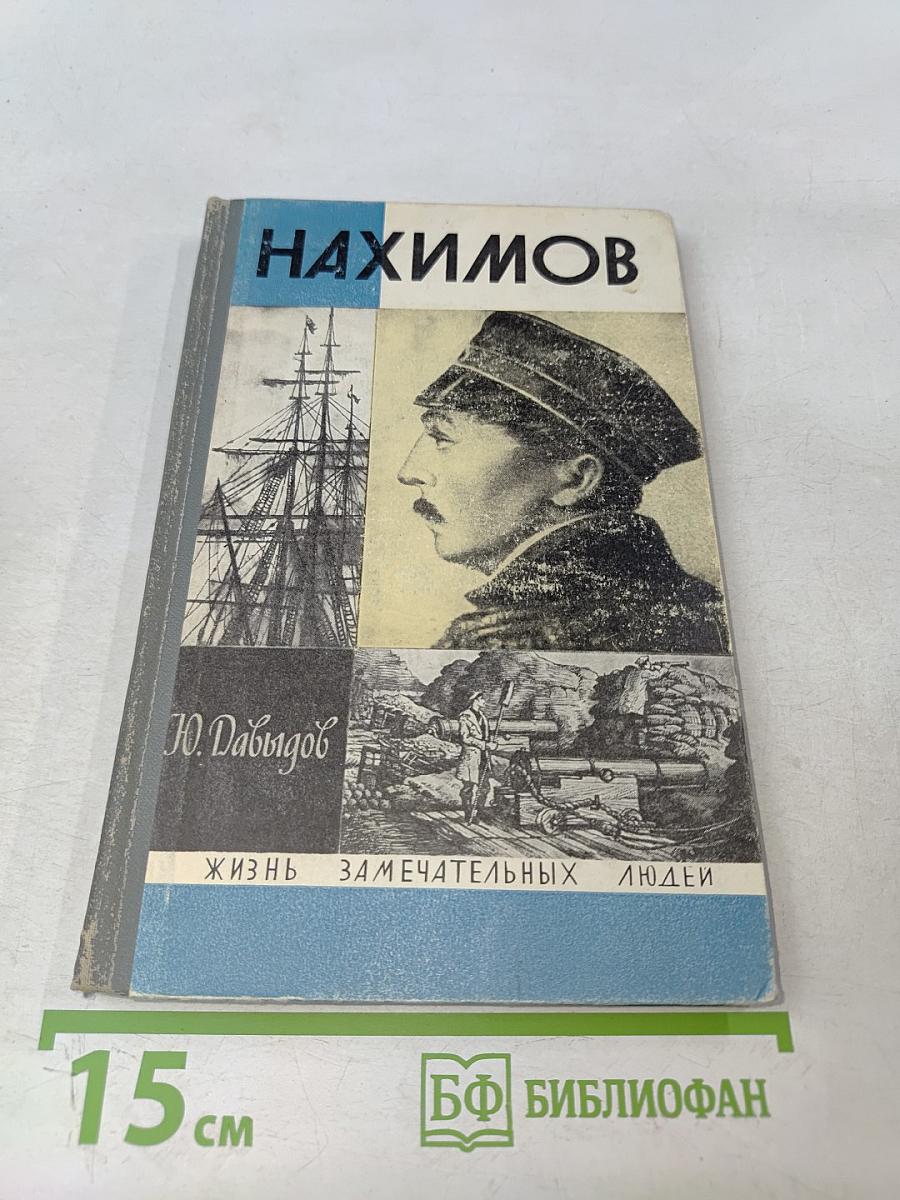 НАХИМОВ
Ю. Давыдов
ЖИЗНЬ ЗАМЕЧАТЕЛЬНЫХ ЛЮДЕЙ
15 см
БФ БИБЛИОФАН